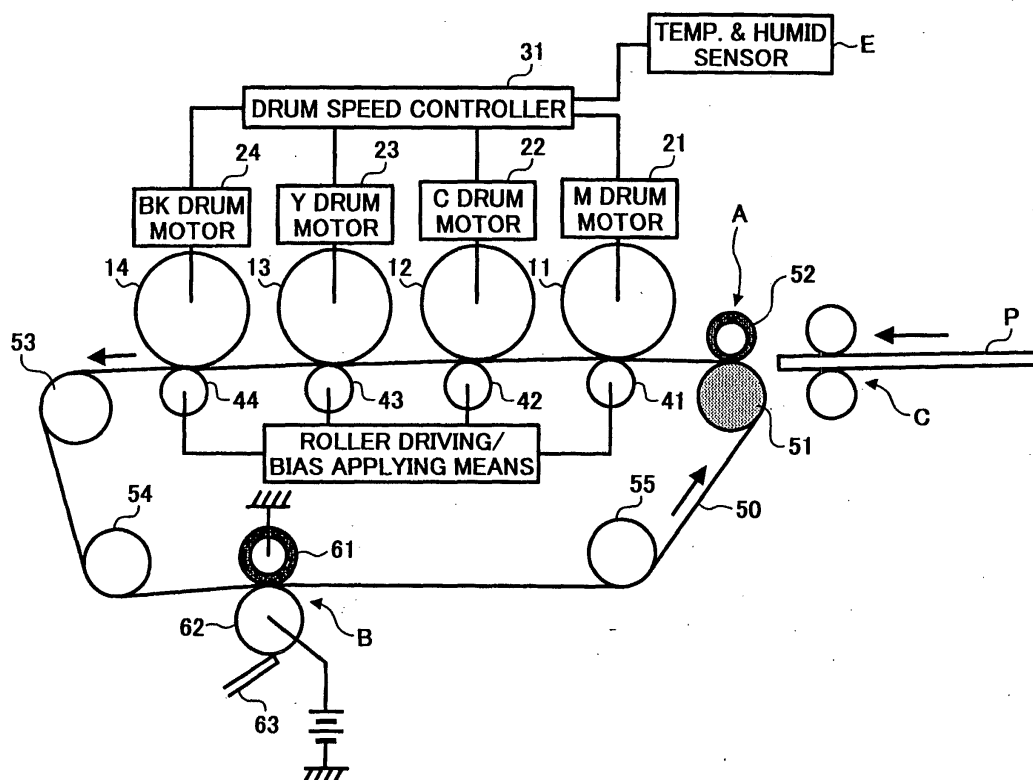 TEMP. & HUMID
SENSOR
E
31
DRUM SPEED CONTROLLER
24
23
22
21
BK DRUM
MOTOR
Y DRUM
MOTOR
C DRUM
MOTOR
M DRUM
MOTOR
A
14
13
12
11
52
P
53
44
43
42
41
51
C
ROLLER DRIVING/
BIAS APPLYING MEANS
54
55
50
61
62
B
63